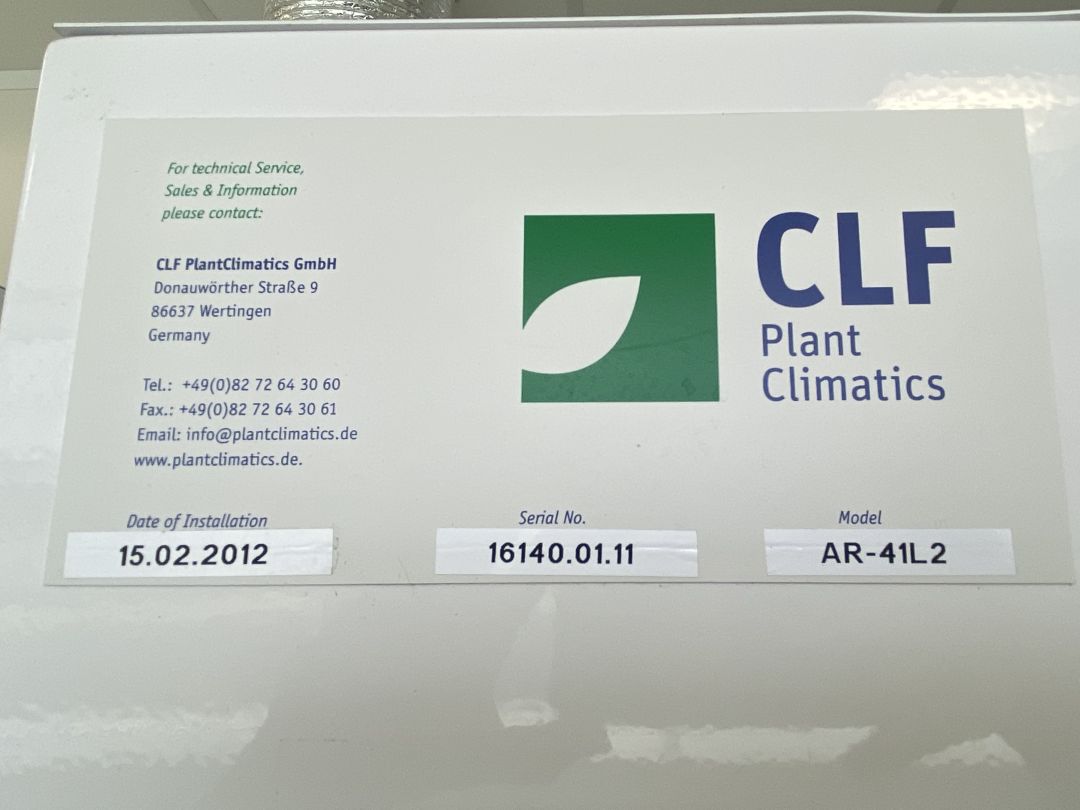 For technical Service,
Sales & Information
please contact:
CLF PlantClimatics GmbH
Donauwörther Straße 9
86637 Wertingen
Germany
Tel.: +49(0)82 72 64 30 60
Fax.: +49(0)82 72 64 30 61
Email: info@plantclimatics.de
www.plantclimatics.de.
CLF
Plant
Climatics
Date of Installation
15.02.2012
Serial No.
16140.01.11
Model
AR-41L2